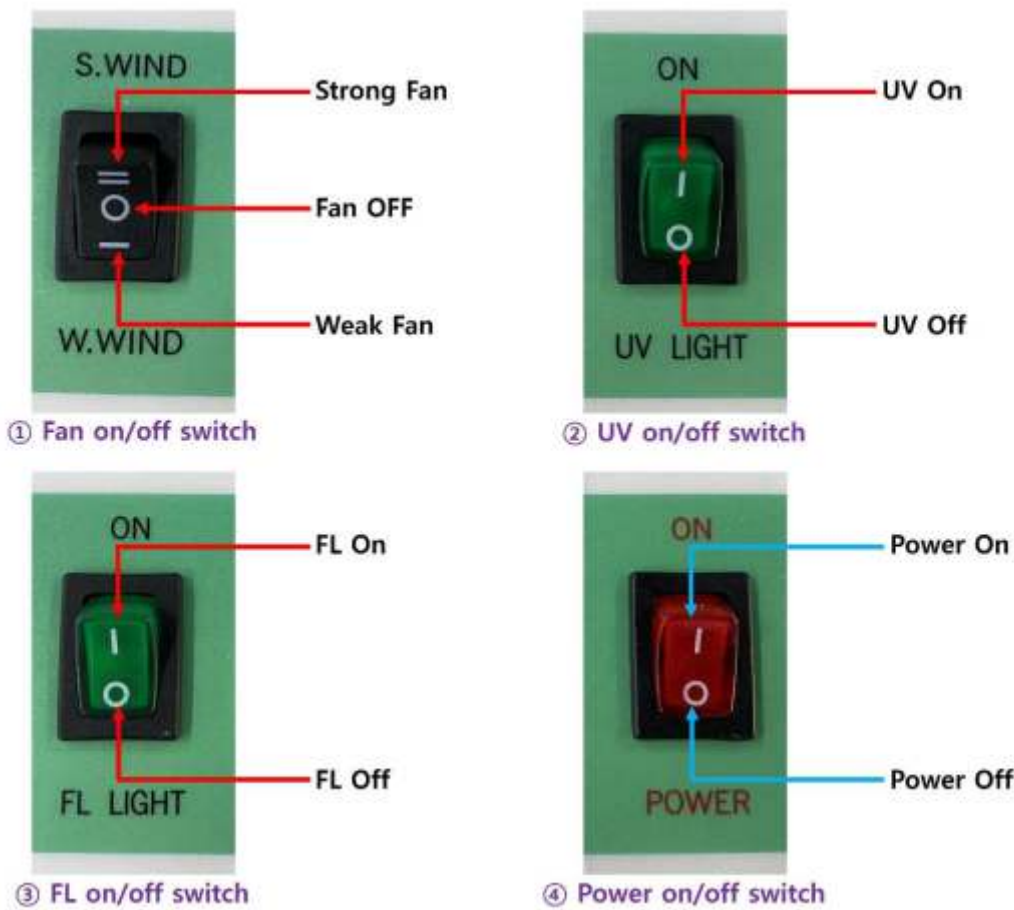 S.WIND
Strong Fan
Fan OFF
Weak Fan
W.WIND
① Fan on/off switch
ON
UV On
UV Off
UV LIGHT
② UV on/off switch
ON
FL On
FL Off
FL LIGHT
③ FL on/off switch
ON
Power On
Power Off
POWER
④ Power on/off switch